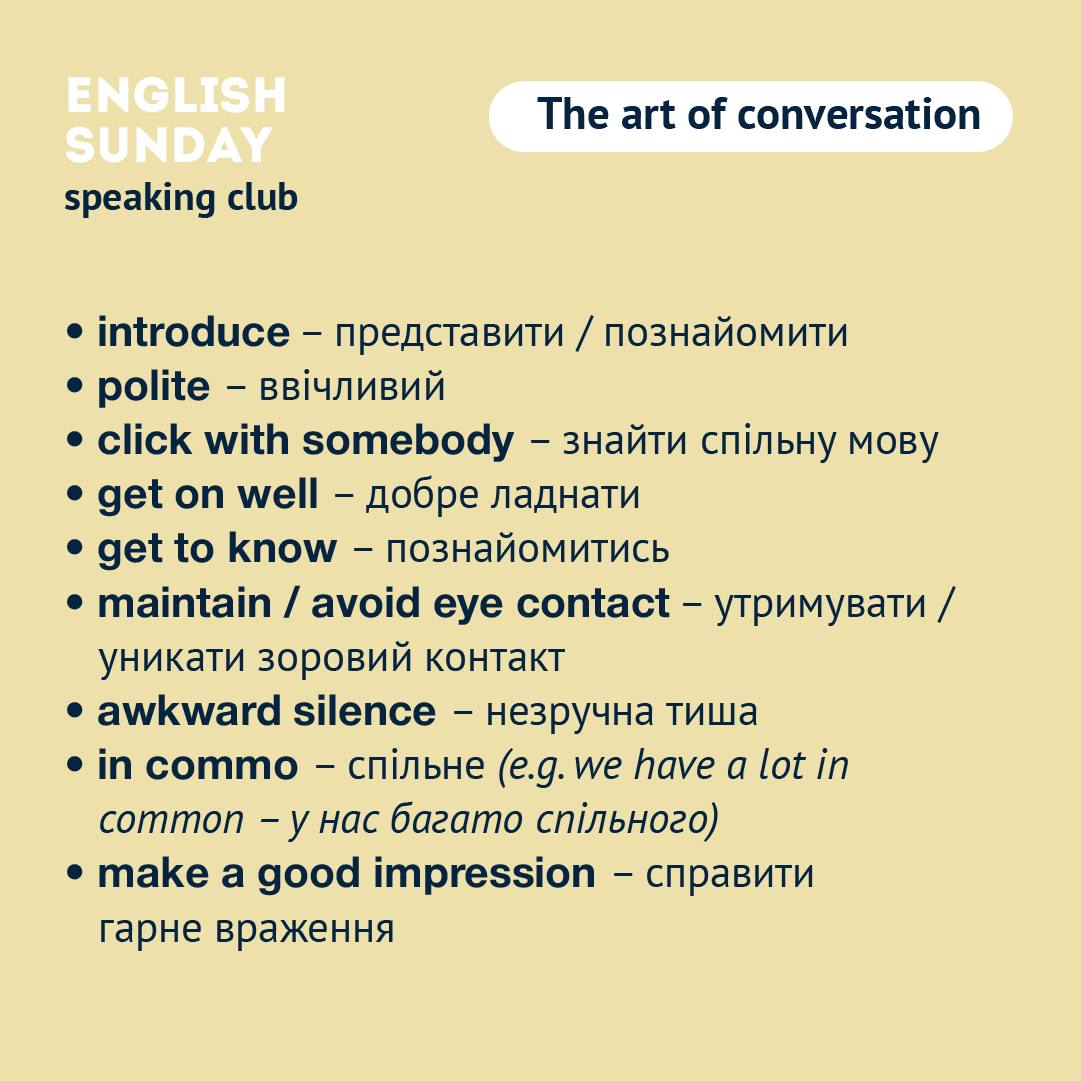 ENGLISH
SUNDAY
speaking club
The art of conversation
• introduce – представити / познайомити
• polite – ввічливий
• click with somebody – знайти спільну мову
• get on well – добре ладнати
• get to know – познайомитись
• maintain / avoid eye contact – утримувати /
уникати зоровий контакт
• awkward silence – незручна тиша
• in commo – спільне (e.g. we have a lot in
common – у нас багато спільного)
• make a good impression – справити
гарне враження